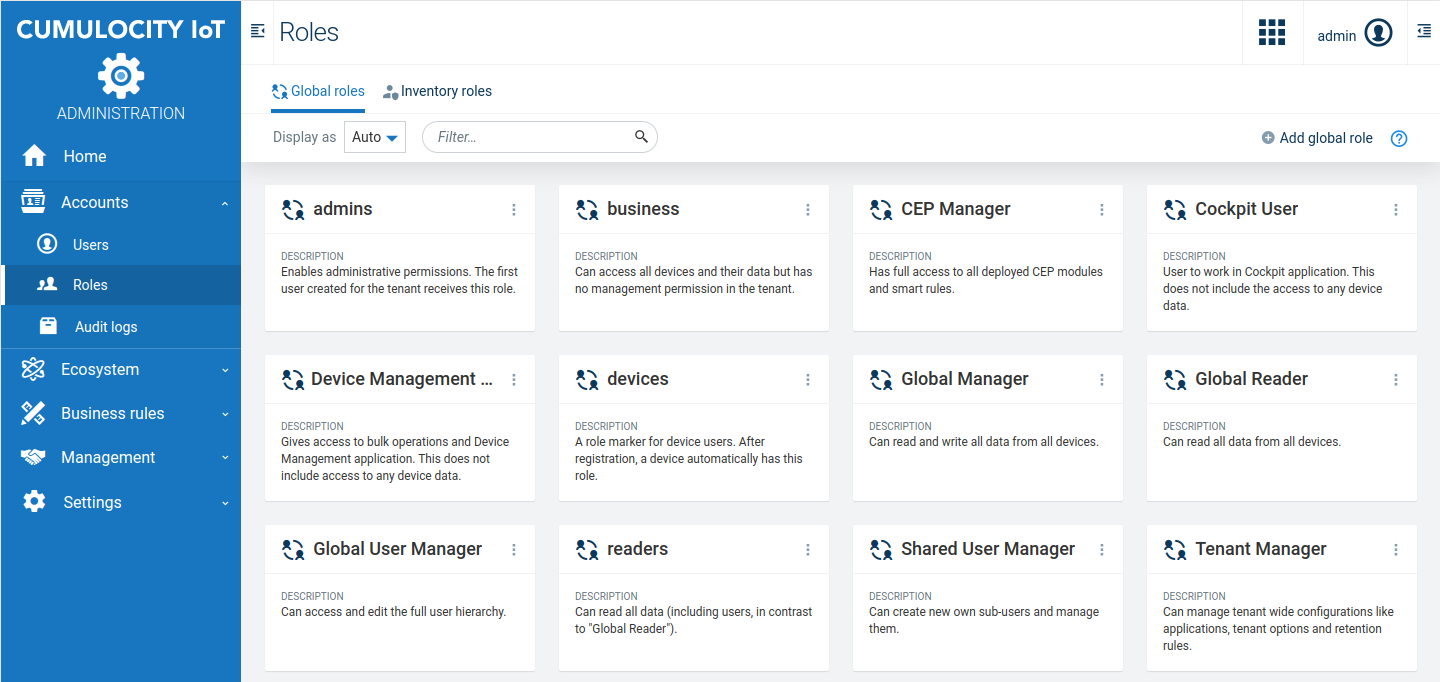 CUMULOCITY IoT
ADMINISTRATION
Home
Accounts
Users
Roles
Audit logs
Ecosystem
Business rules
Management
Settings
Roles
admin
Global roles
Inventory roles
Display as
Auto
Filter...
Add global role
admins
DESCRIPTION
Enables administrative permissions. The first
user created for the tenant receives this role.
business
DESCRIPTION
Can access all devices and their data but has
no management permission in the tenant.
CEP Manager
DESCRIPTION
Has full access to all deployed CEP modules
and smart rules.
Cockpit User
DESCRIPTION
User to work in Cockpit application. This
does not include the access to any device
data.
Device Management ...
DESCRIPTION
Gives access to bulk operations and Device
Management application. This does not
include access to any device data.
devices
DESCRIPTION
A role marker for device users. After
registration, a device automatically has this
role.
Global Manager
DESCRIPTION
Can read and write all data from all devices.
Global Reader
DESCRIPTION
Can read all data from all devices.
Global User Manager
DESCRIPTION
Can access and edit the full user hierarchy.
readers
DESCRIPTION
Can read all data (including users, in contrast
to "Global Reader").
Shared User Manager
DESCRIPTION
Can create new own sub-users and manage
them.
Tenant Manager
DESCRIPTION
Can manage tenant wide configurations like
applications, tenant options and retention
rules.